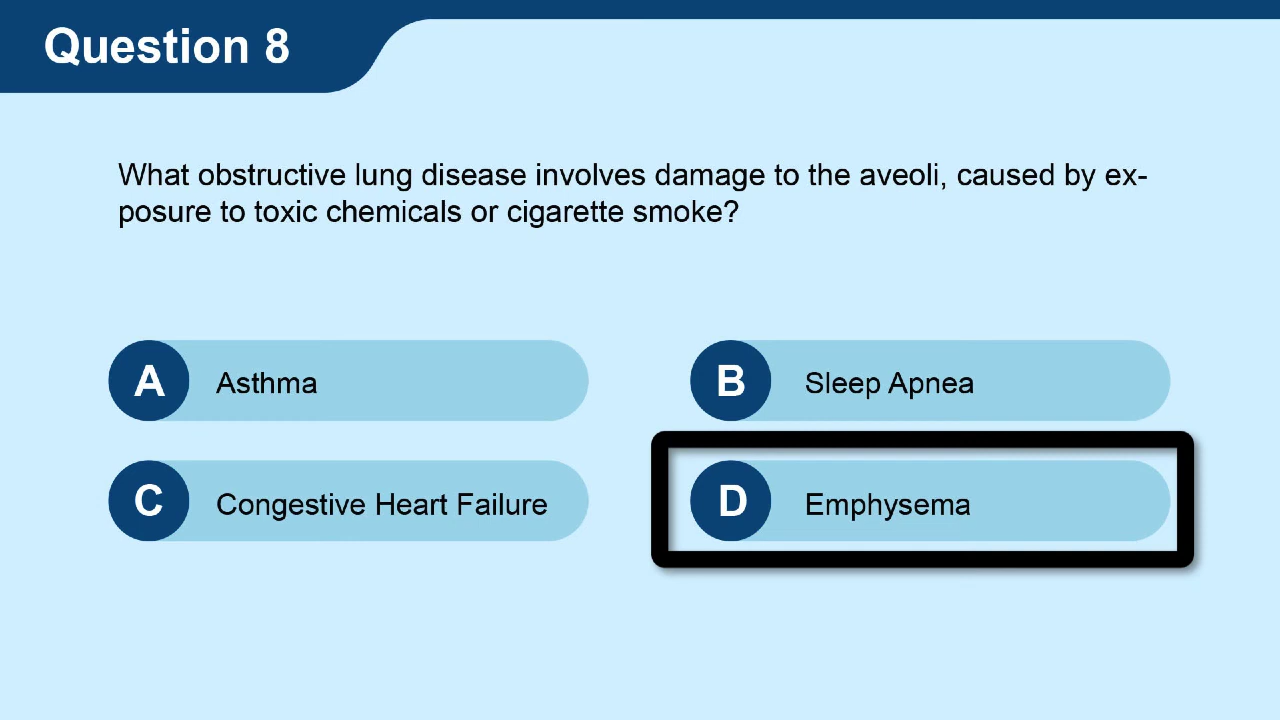 Question 8
What obstructive lung disease involves damage to the aveoli, caused by ex-
posure to toxic chemicals or cigarette smoke?
A Asthma
B Sleep Apnea
C Congestive Heart Failure
D Emphysema